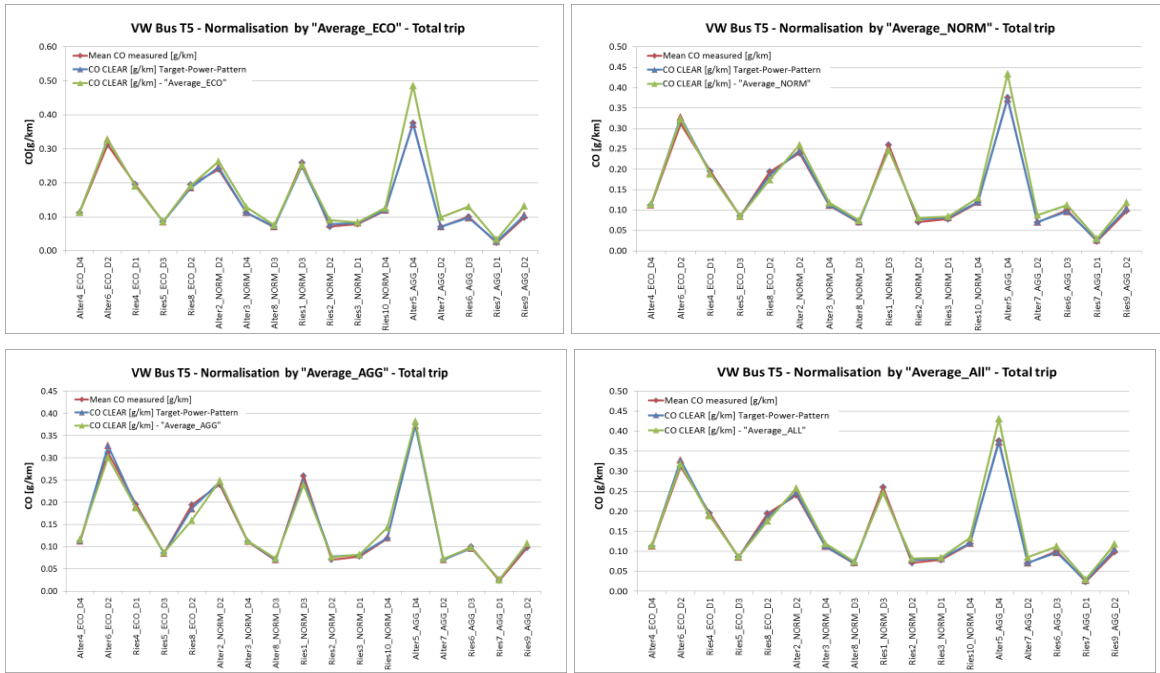 VW Bus T5 - Normalisation by "Average_ECO" - Total trip
Mean CO measured [g/km]
CO CLEAR [g/km] Target-Power-Pattern
CO CLEAR [g/km] - "Average_ECO"
CO[g/km]
0.60
0.50
0.40
0.30
0.20
0.10
0.00
Alter4_ECO_D4
Alter6_ECO_D2
Ries4_ECO_D1
Ries5_ECO_D3
Ries8_ECO_D2
Alter2_NORM_D2
Alter3_NORM_D4
Alter8_NORM_D3
Ries1_NORM_D3
Ries2_NORM_D2
Ries3_NORM_D1
Ries10_NORM_D4
Alter5_AGG_D4
Alter7_AGG_D2
Ries6_AGG_D3
Ries7_AGG_D1
Ries9_AGG_D2
VW Bus T5 - Normalisation by "Average_NORM" - Total trip
Mean CO measured [g/km]
CO CLEAR [g/km] Target-Power-Pattern
CO CLEAR [g/km] - "Average_NORM"
CO [g/km]
0.50
0.45
0.40
0.35
0.30
0.25
0.20
0.15
0.10
0.05
0.00
Alter4_ECO_D4
Alter6_ECO_D2
Ries4_ECO_D1
Ries5_ECO_D3
Ries8_ECO_D2
Alter2_NORM_D2
Alter3_NORM_D4
Alter8_NORM_D3
Ries1_NORM_D3
Ries2_NORM_D2
Ries3_NORM_D1
Ries10_NORM_D4
Alter5_AGG_D4
Alter7_AGG_D2
Ries6_AGG_D3
Ries7_AGG_D1
Ries9_AGG_D2
VW Bus T5 - Normalisation by "Average_AGG" - Total trip
Mean CO measured [g/km]
CO CLEAR [g/km] Target-Power-Pattern
CO CLEAR [g/km] - "Average_AGG"
CO [g/km]
0.45
0.40
0.35
0.30
0.25
0.20
0.15
0.10
0.05
0.00
Alter4_ECO_D4
Alter6_ECO_D2
Ries4_ECO_D1
Ries5_ECO_D3
Ries8_ECO_D2
Alter2_NORM_D2
Alter3_NORM_D4
Alter8_NORM_D3
Ries1_NORM_D3
Ries2_NORM_D2
Ries3_NORM_D1
Ries10_NORM_D4
Alter5_AGG_D4
Alter7_AGG_D2
Ries6_AGG_D3
Ries7_AGG_D1
Ries9_AGG_D2
VW Bus T5 - Normalisation by "Average_All" - Total trip
Mean CO measured [g/km]
CO CLEAR [g/km] Target-Power-Pattern
CO CLEAR [g/km] - "Average_ALL"
CO [g/km]
0.50
0.45
0.40
0.35
0.30
0.25
0.20
0.15
0.10
0.05
0.00
Alter4_ECO_D4
Alter6_ECO_D2
Ries4_ECO_D1
Ries5_ECO_D3
Ries8_ECO_D2
Alter2_NORM_D2
Alter3_NORM_D4
Alter8_NORM_D3
Ries1_NORM_D3
Ries2_NORM_D2
Ries3_NORM_D1
Ries10_NORM_D4
Alter5_AGG_D4
Alter7_AGG_D2
Ries6_AGG_D3
Ries7_AGG_D1
Ries9_AGG_D2